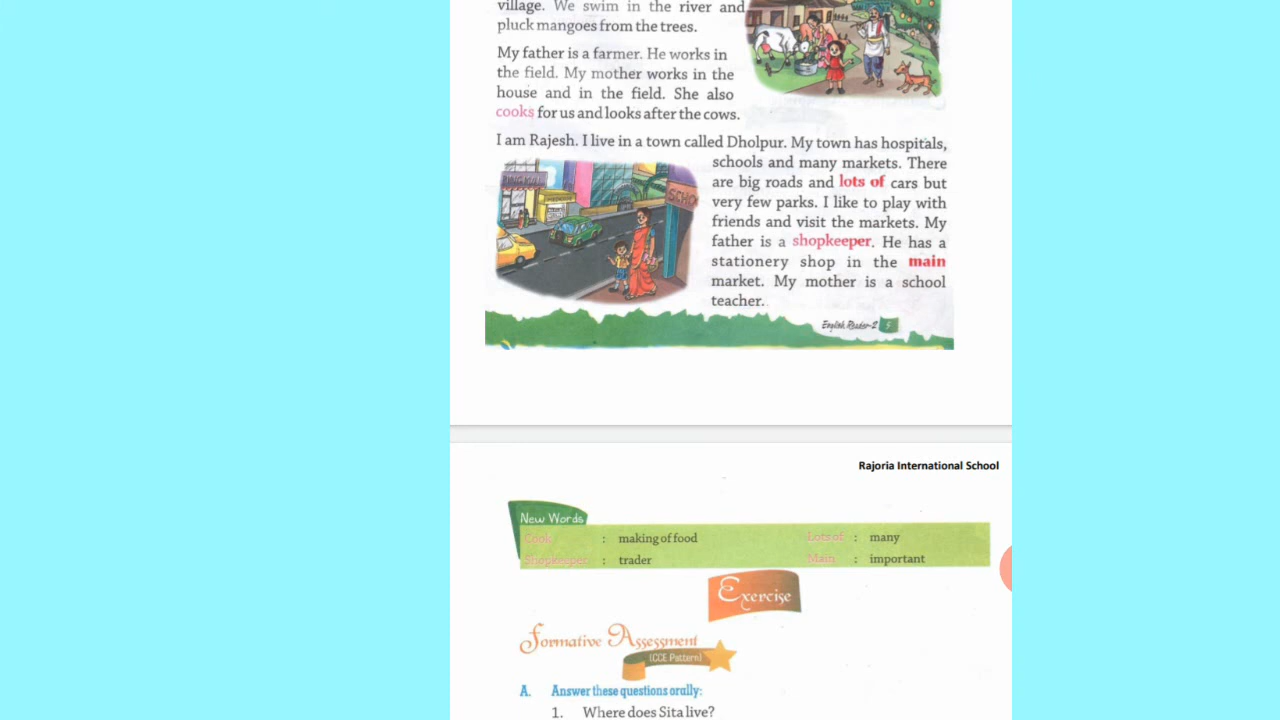 village. We swim in the river and
pluck mangoes from the trees.
My father is a farmer. He works in
the field. My mother works in the
house and in the field. She also
cooks for us and looks after the cows.
I am Rajesh. I live in a town called Dholpur. My town has hospitals,
schools and many markets. There
are big roads and lots of cars but
very few parks. I like to play with
friends and visit the markets. My
father is a shopkeeper. He has a
stationery shop in the main
market. My mother is a school
teacher.
SCHO
English Reader-2 5
Rajoria International School
New Words
Cook : making of food Lots of : many
Shopkeeper : trader Main : important
Exercise
Formative Assessment
(CCE Pattern)
A. Answer these questions orally:
1. Where does Sita live?